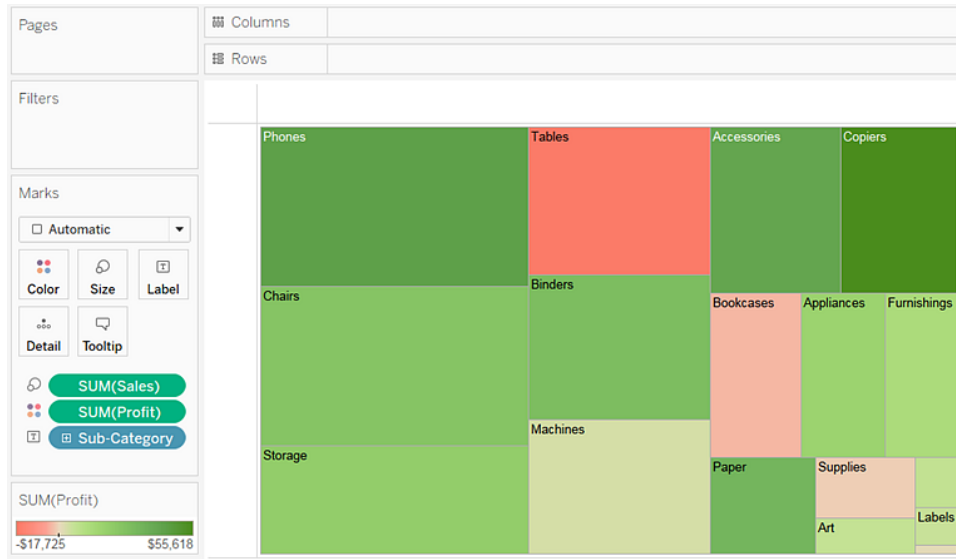 Pages
Columns
Rows
Filters
Marks
Automatic
Color
Size
Label
Detail
Tooltip
SUM(Sales)
SUM(Profit)
Sub-Category
SUM(Profit)
-$17,725
$55,618
Phones
Tables
Accessories
Copiers
Chairs
Binders
Bookcases
Appliances
Furnishings
Storage
Machines
Paper
Supplies
Art
Labels